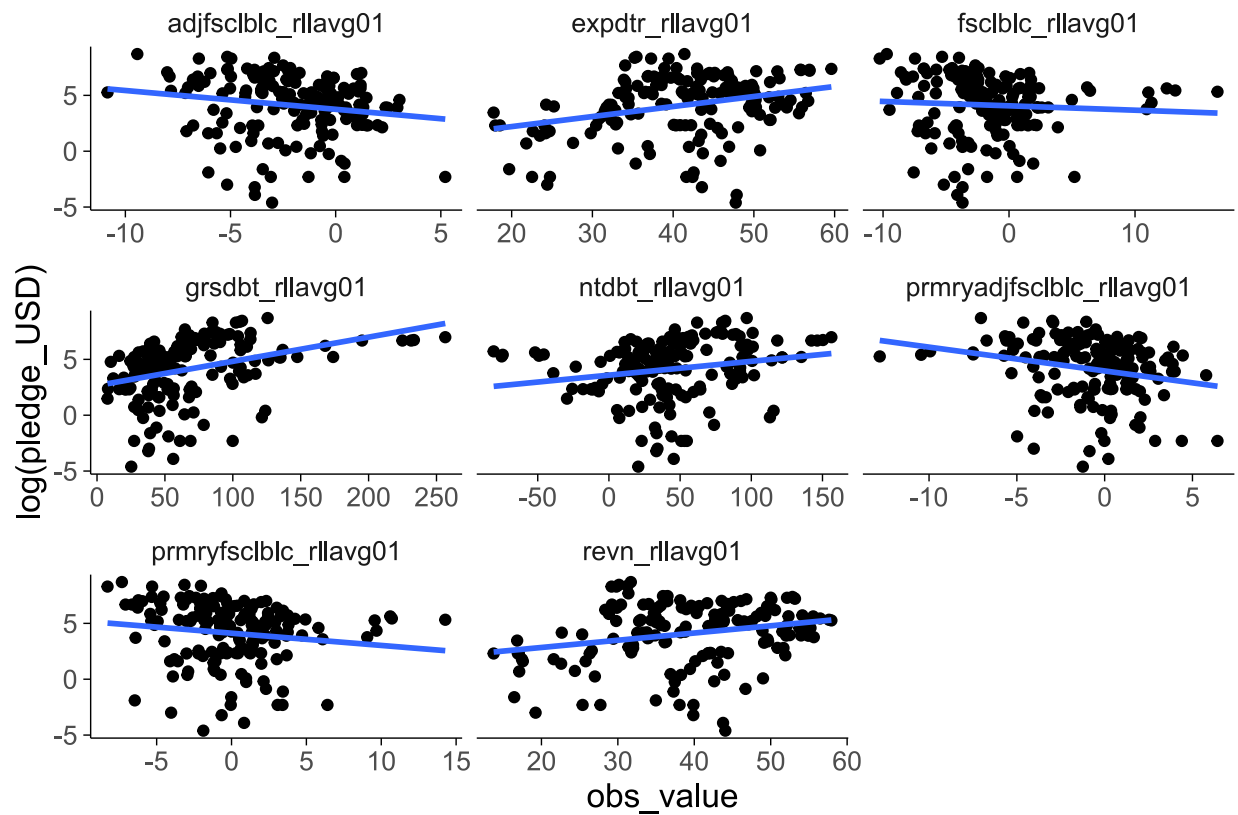 adjfsclblc_rllavg01 expdtr_rllavg01 fsclblc_rllavg01
5
0
-5
-10 -5 0 5 20 30 40 50 60 -10 0 10
grsdbt_rllavg01 ntdbt_rllavg01 prmryadjfsclblc_rllavg01
5
0
-5
0 50 100 150 200 250 -50 0 50 100 150 -10 -5 0 5
log(pledge_USD)
prmryfsclblc_rllavg01 revn_rllavg01
5
0
-5
-5 0 5 10 15 20 30 40 50 60
obs_value